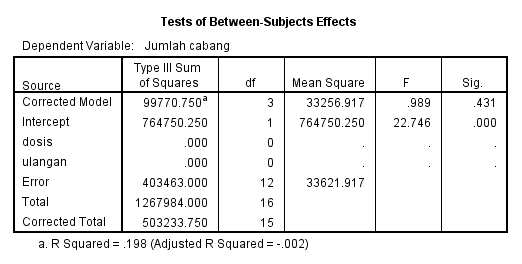 Tests of Between-Subjects Effects
Dependent Variable: Jumlah cabang
Source Type III Sum of Squares df Mean Square F Sig.
Corrected Model 99770.750a 3 33256.917 .989 .431
Intercept 764750.250 1 764750.250 22.746 .000
dosis .000 0 . . .
ulangan .000 0 . . .
Error 403463.000 12 33621.917
Total 1267984.000 16
Corrected Total 503233.750 15
a. R Squared = .198 (Adjusted R Squared = -.002)